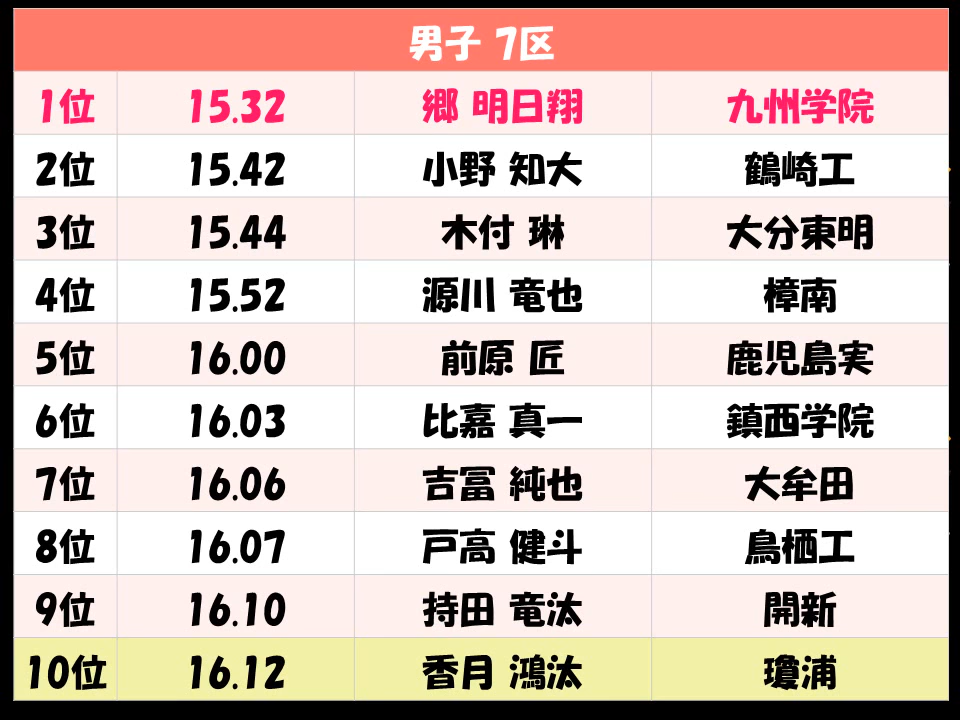 男子 7区
1位 15.32 郷 明日翔 九州学院
2位 15.42 小野 知大 鶴崎工
3位 15.44 木付 琳 大分東明
4位 15.52 源川 竜也 樟南
5位 16.00 前原 匠 鹿児島実
6位 16.03 比嘉 真一 鎮西学院
7位 16.06 吉冨 純也 大牟田
8位 16.07 戸高 健斗 鳥栖工
9位 16.10 持田 竜汰 開新
10位 16.12 香月 鴻汰 瓊浦